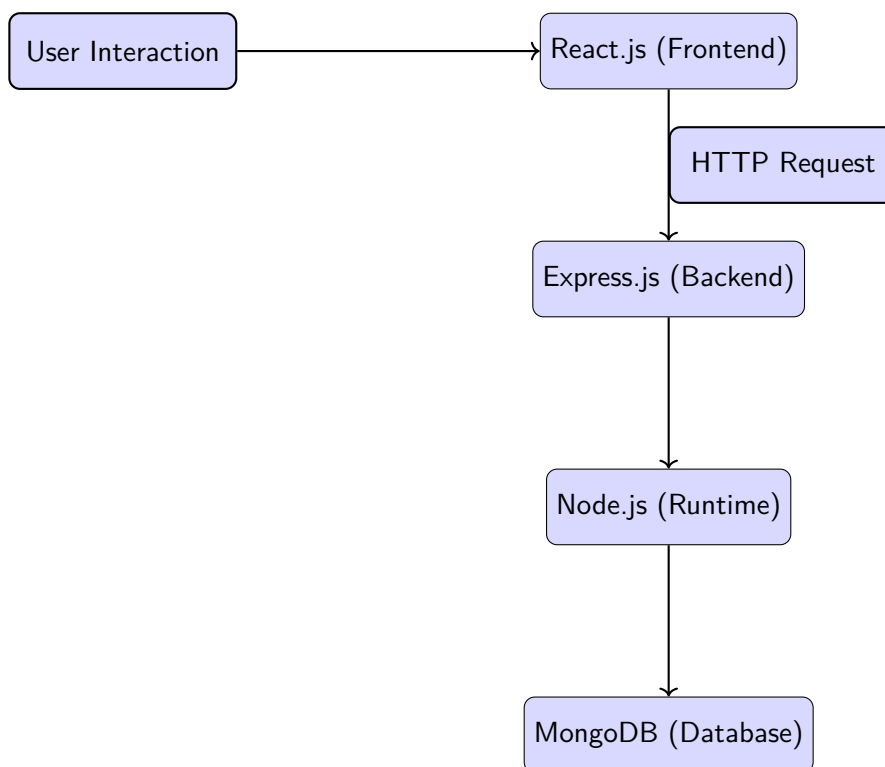 User Interaction
React.js (Frontend)
HTTP Request
Express.js (Backend)
Node.js (Runtime)
MongoDB (Database)